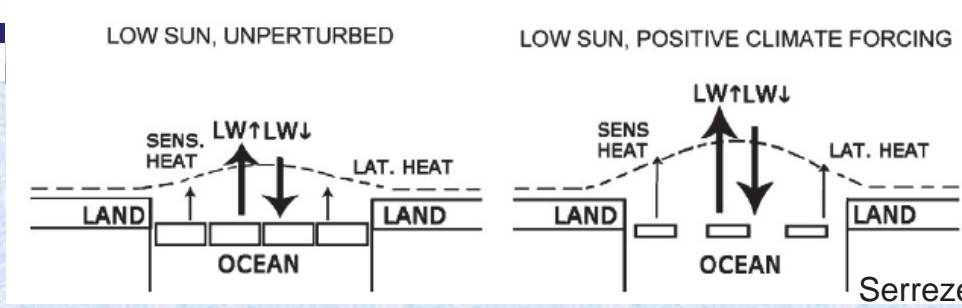 LOW SUN, UNPERTURBED
SENS. HEAT
LW↑LW↓
LAT. HEAT
LAND
LAND
OCEAN
LOW SUN, POSITIVE CLIMATE FORCING
LW↑LW↓
SENS HEAT
LAT. HEAT
LAND
LAND
OCEAN
Serreze